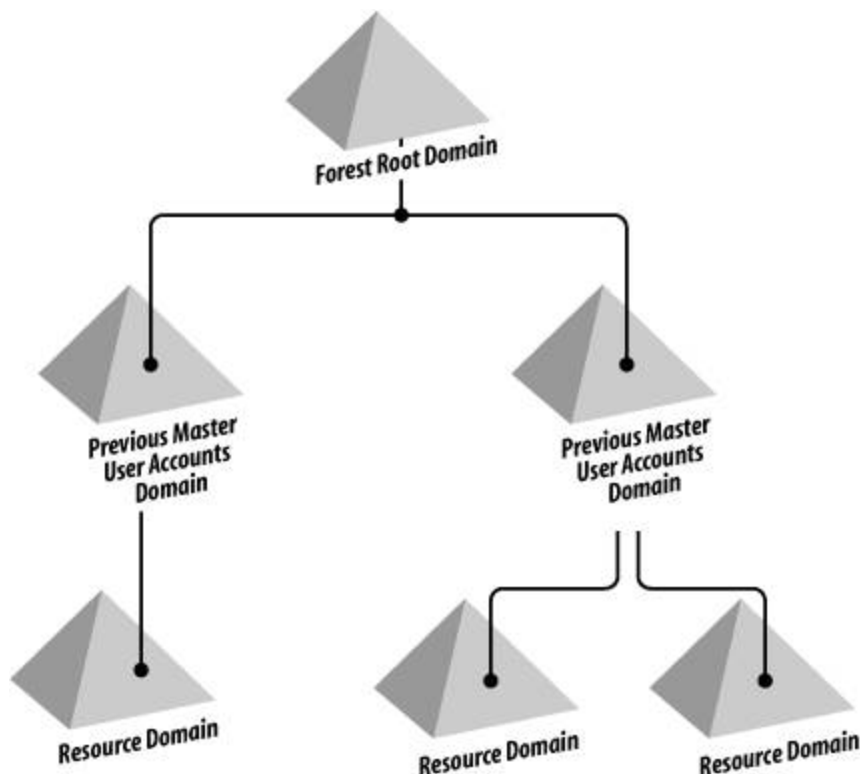 Forest Root Domain
Previous Master
User Accounts
Domain
Previous Master
User Accounts
Domain
Resource Domain
Resource Domain
Resource Domain